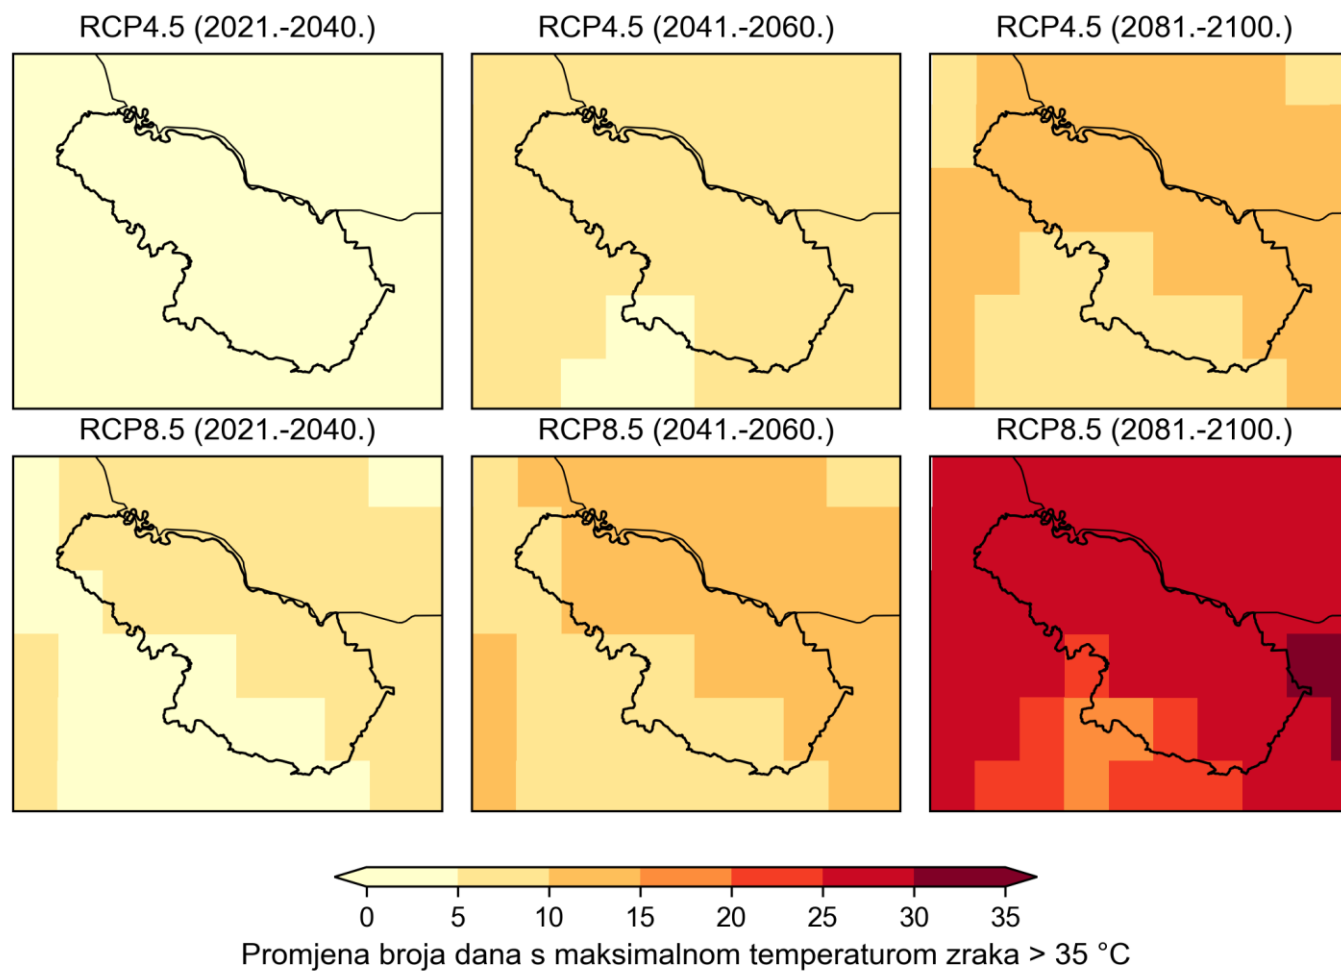 RCP4.5 (2021.-2040.) RCP4.5 (2041.-2060.) RCP4.5 (2081.-2100.)
RCP8.5 (2021.-2040.) RCP8.5 (2041.-2060.) RCP8.5 (2081.-2100.)
0 5 10 15 20 25 30 35
Promjena broja dana s maksimalnom temperaturom zraka > 35 °C